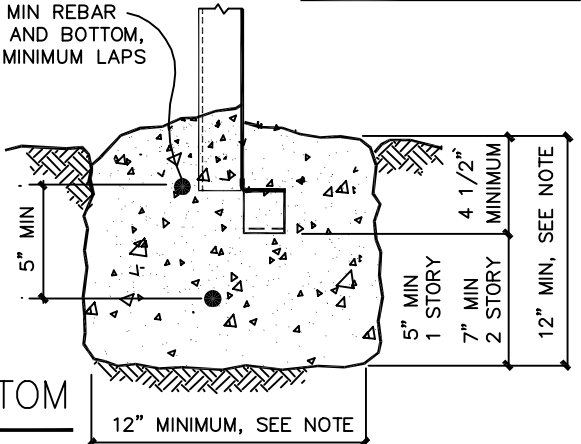 MIN REBAR
AND BOTTOM,
MINIMUM LAPS
5" MIN
4 1/2"
MINIMUM
5" MIN
1 STORY
7" MIN
2 STORY
12" MIN, SEE NOTE
TOM
12" MINIMUM, SEE NOTE